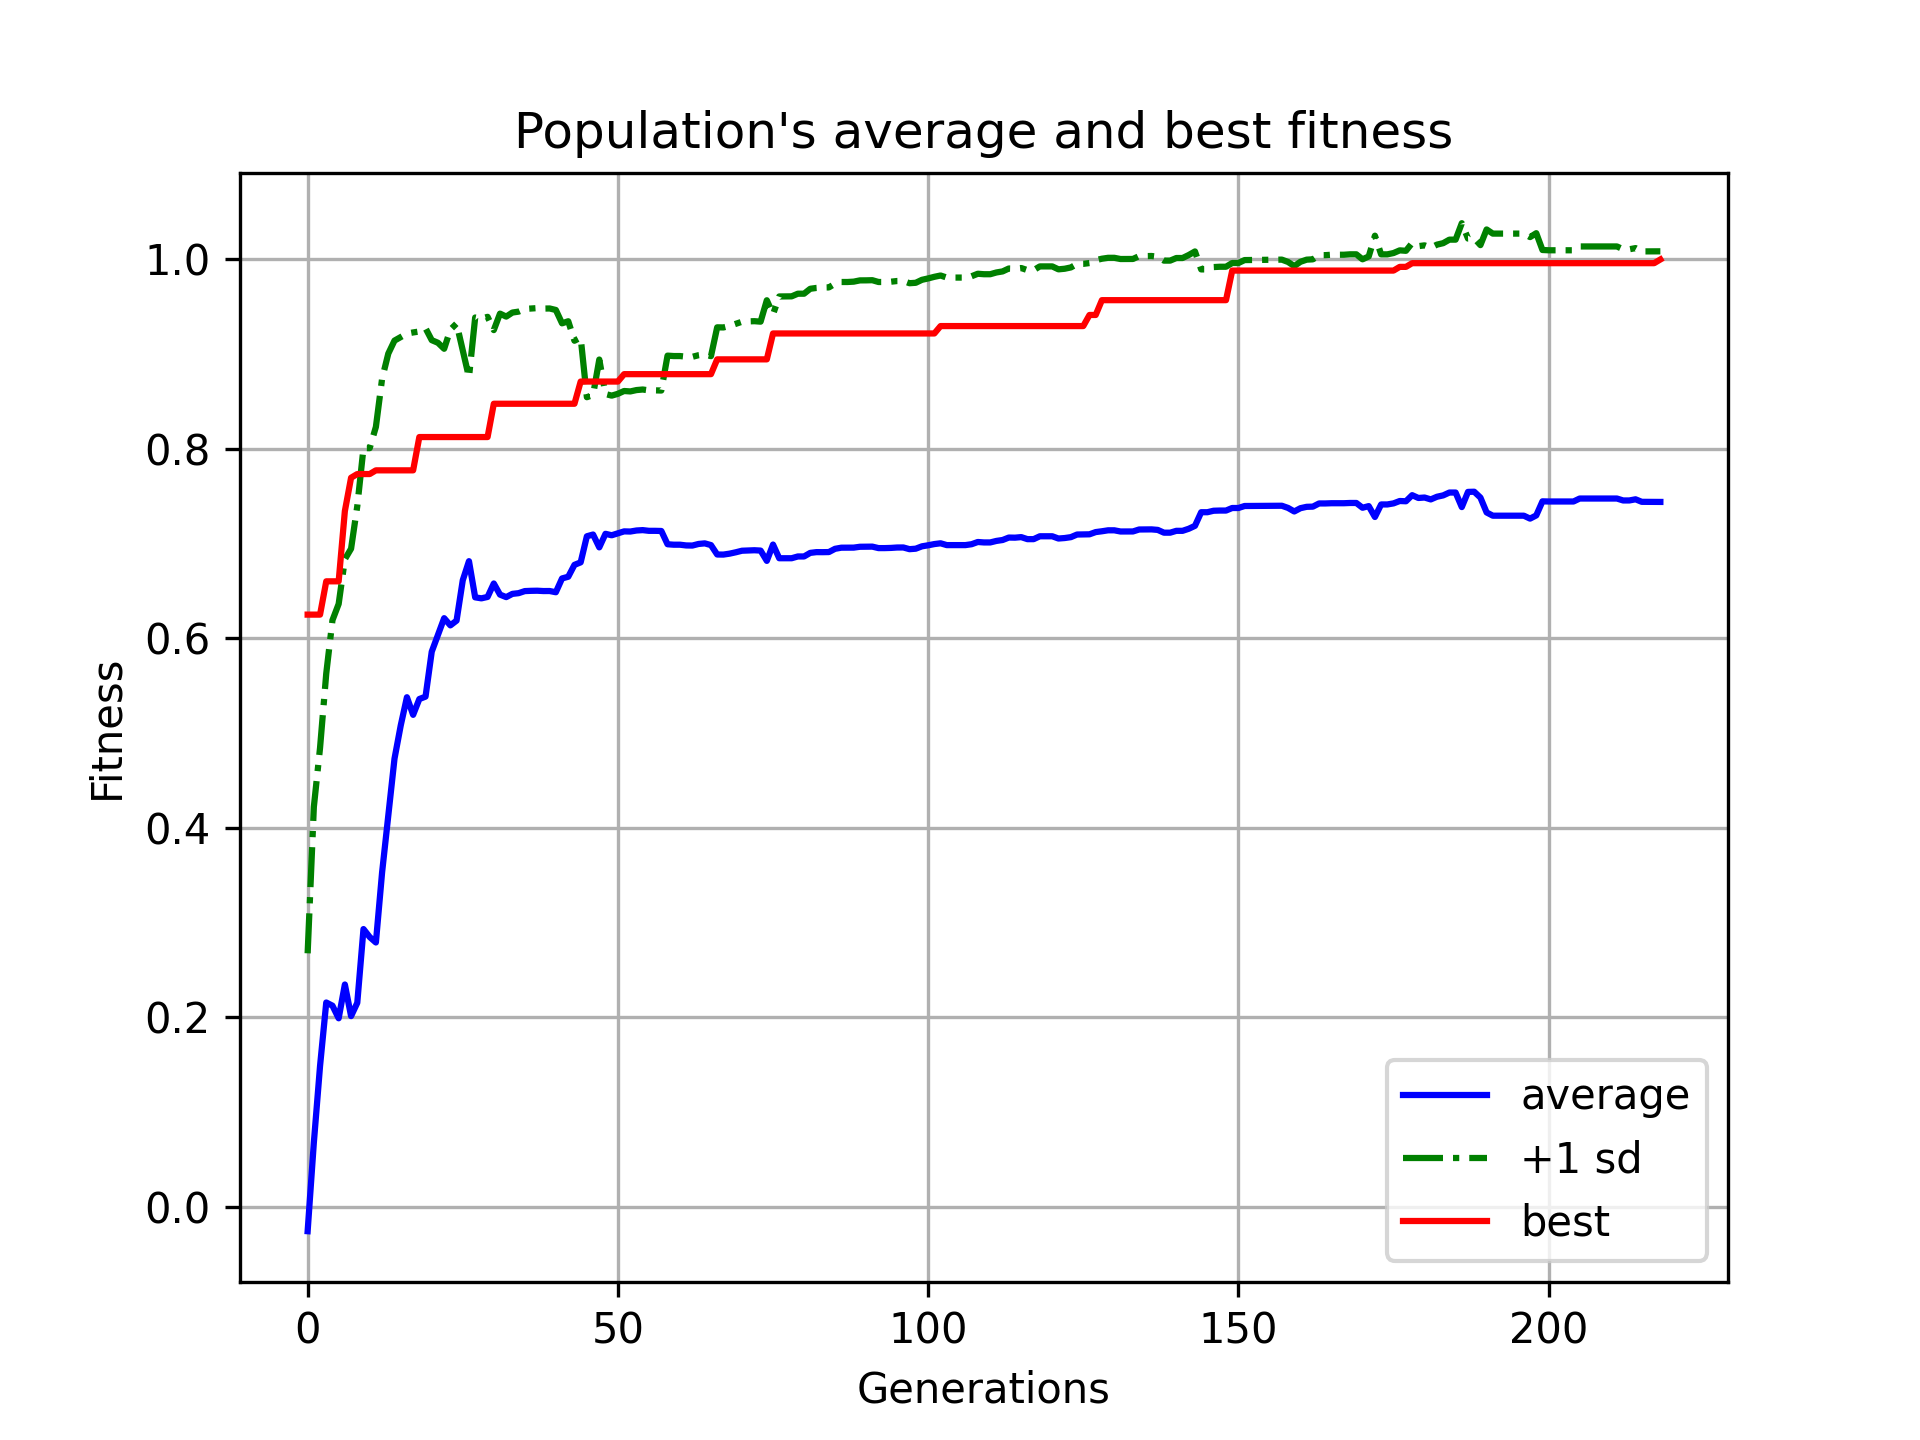 Population's average and best fitness
1.0
0.8
0.6
0.4
0.2
0.0
Fitness
average
+1 sd
best
0 50 100 150 200
Generations